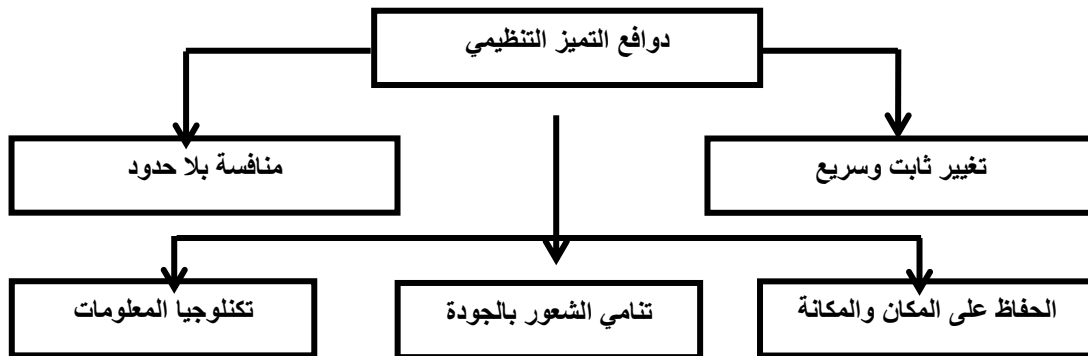 دوافع التميز التنظيمي
تغيير ثابت وسريع
منافسة بلا حدود
الحفاظ على المكان والمكانة
تنامي الشعور بالجودة
تكنلوجيا المعلومات